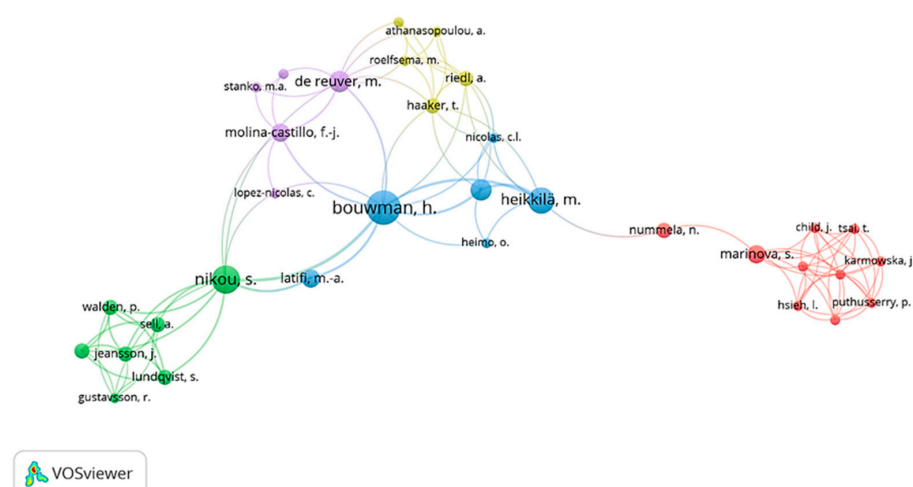 athanasopoulou, a.
roelfsema, m.
riedl, a.
de reuver, m.
stanko, m.a.
haaker, t.
molina-castillo, f.-j.
nicolas, c.l.
lopez-nicolas, c.
bouwman, h.
heikkilä, m.
heimo, o.
nummela, n.
child, j.
tsai, t.
marinova, s.
karmowska, j
hsieh, l.
puthusserry, p.
nikou, s.
latifi, m.-a.
walden, p.
sell, a.
jeansson, j.
lundqvist, s.
gustavsson, r.
VOSviewer